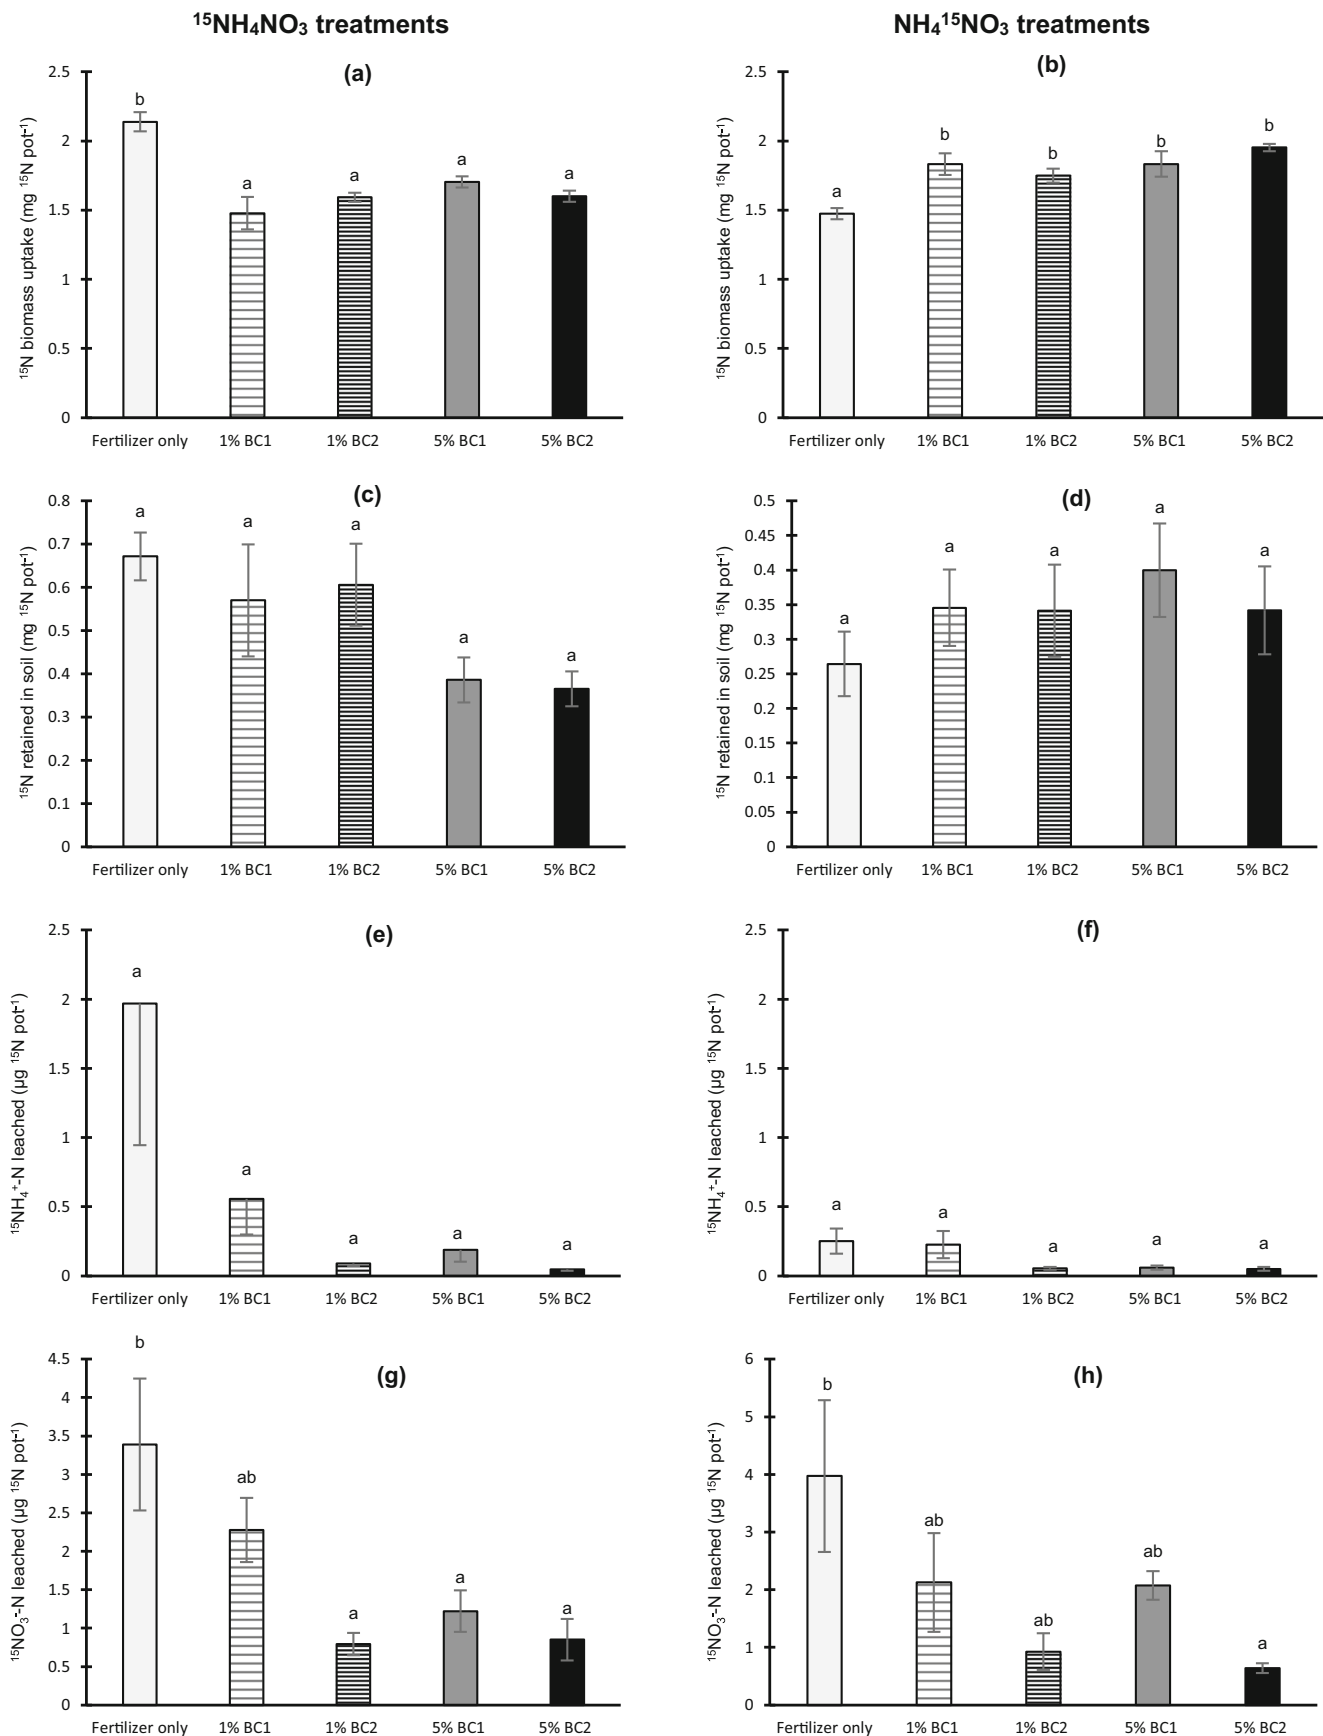 ¹⁵NH₄NO₃ treatments
NH₄¹⁵NO₃ treatments
(a)
¹⁵N biomass uptake (mg ¹⁵N pot⁻¹)
2.5
2
1.5
1
0.5
0
b
a
a
a
a
Fertilizer only 1% BC1 1% BC2 5% BC1 5% BC2
(b)
¹⁵N biomass uptake (mg ¹⁵N pot⁻¹)
2.5
2
1.5
1
0.5
0
a
b
b
b
b
Fertilizer only 1% BC1 1% BC2 5% BC1 5% BC2
(c)
¹⁵N retained in soil (mg ¹⁵N pot⁻¹)
0.8
0.7
0.6
0.5
0.4
0.3
0.2
0.1
0
a
a
a
a
a
Fertilizer only 1% BC1 1% BC2 5% BC1 5% BC2
(d)
¹⁵N retained in soil (mg ¹⁵N pot⁻¹)
0.5
0.45
0.4
0.35
0.3
0.25
0.2
0.15
0.1
0.05
0
a
a
a
a
a
Fertilizer only 1% BC1 1% BC2 5% BC1 5% BC2
(e)
¹⁵NH₄⁺-N leached (µg ¹⁵N pot⁻¹)
2.5
2
1.5
1
0.5
0
a
a
a
a
a
Fertilizer only 1% BC1 1% BC2 5% BC1 5% BC2
(f)
¹⁵NH₄⁺-N leached (µg ¹⁵N pot⁻¹)
2.5
2
1.5
1
0.5
0
a
a
a
a
a
Fertilizer only 1% BC1 1% BC2 5% BC1 5% BC2
(g)
¹⁵NO₃⁻-N leached (µg ¹⁵N pot⁻¹)
4.5
4
3.5
3
2.5
2
1.5
1
0.5
0
b
ab
a
a
a
Fertilizer only 1% BC1 1% BC2 5% BC1 5% BC2
(h)
¹⁵NO₃⁻-N leached (µg ¹⁵N pot⁻¹)
6
5
4
3
2
1
0
b
ab
ab
ab
a
Fertilizer only 1% BC1 1% BC2 5% BC1 5% BC2